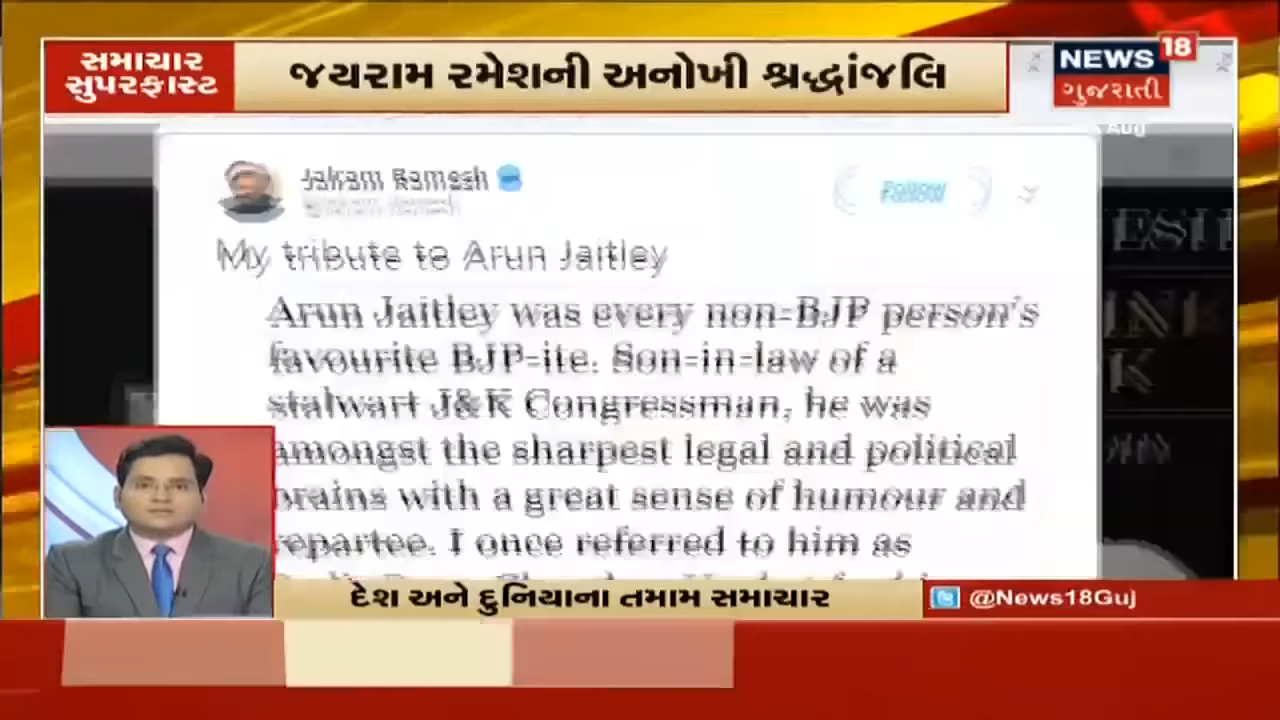 સમાચાર
સુપરફાસ્ટ
જયરામ રમેશની અનોખી શ્રદ્ધાંજલિ
NEWS 18
ગુજરાતી
Aug
Jairam Ramesh
Follow
My tribute to Arun Jaitley
Arun Jaitley was every non-BJP person's
favourite BJP-ite. Son-in-law of a
stalwart J&K Congressman, he was
amongst the sharpest legal and political
brains with a great sense of humour and
repartee. I once referred to him as
દેશ અને દુનિયાના તમામ સમાચાર
@News18Guj